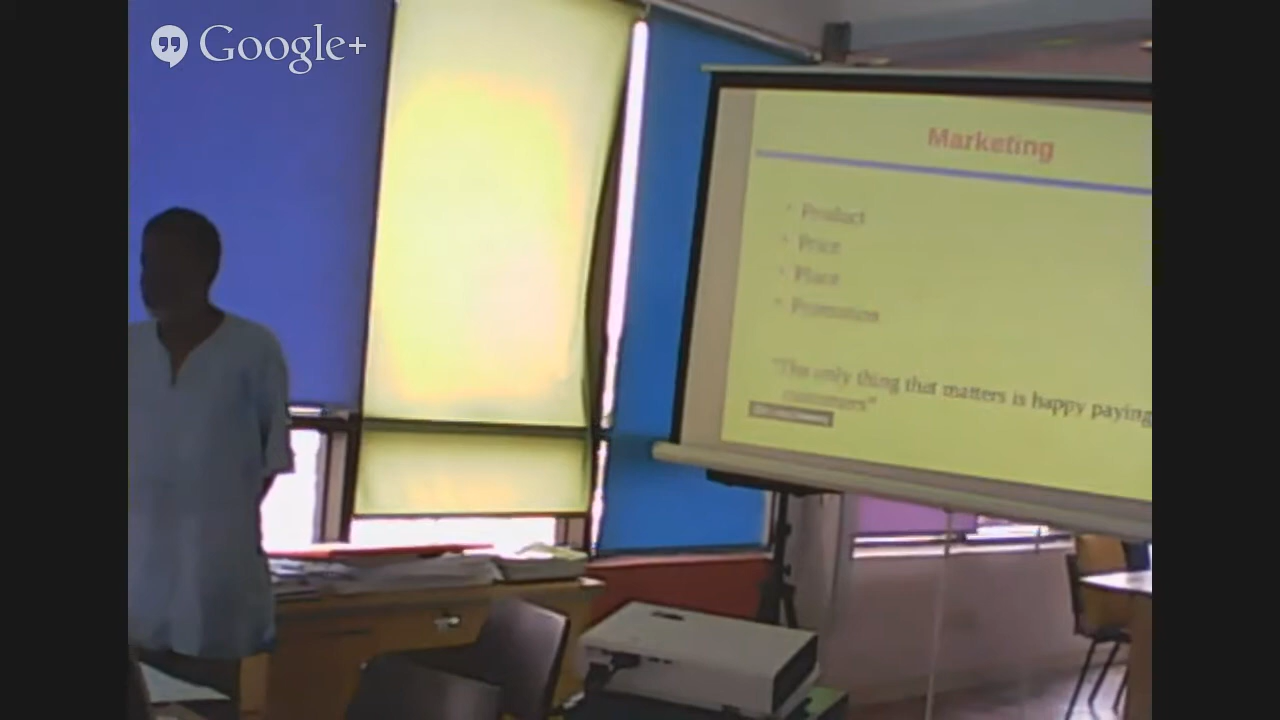 Google+
Marketing
• Product
• Price
• Place
• Promotion
"The only thing that matters is happy paying
customers"